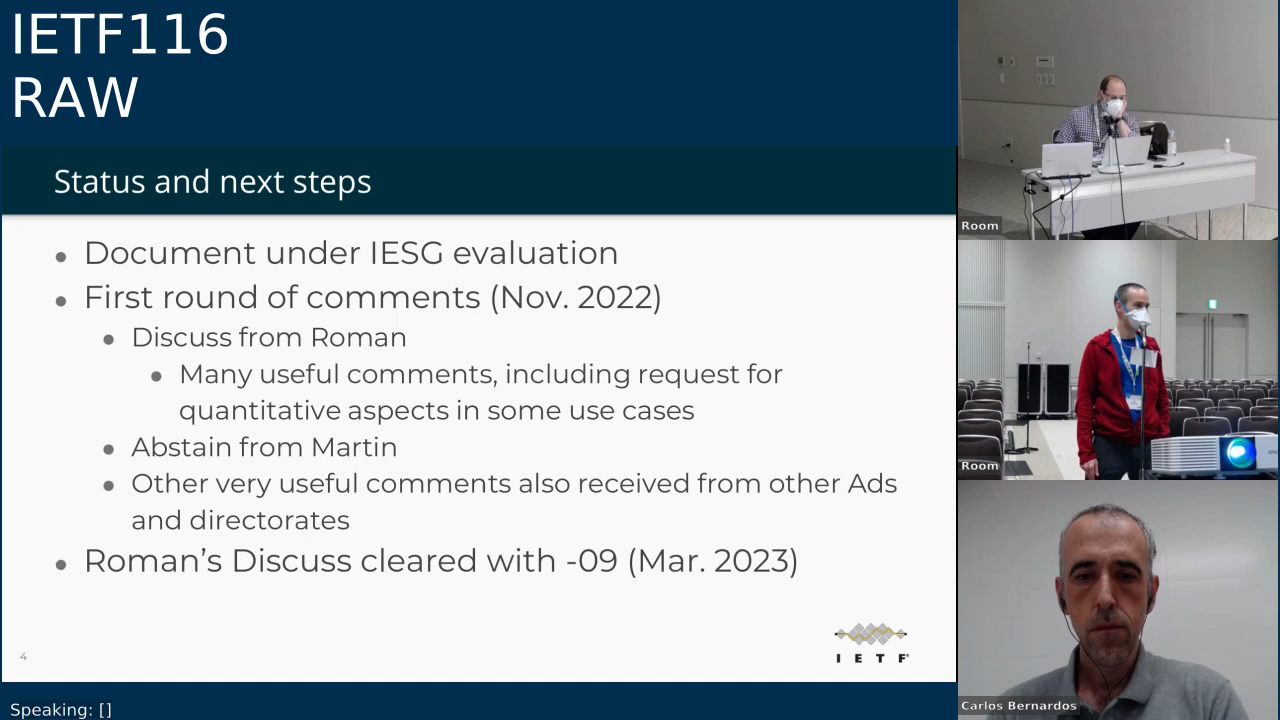 IETF116
RAW
Status and next steps
Document under IESG evaluation
First round of comments (Nov. 2022)
Discuss from Roman
Many useful comments, including request for
quantitative aspects in some use cases
Abstain from Martin
Other very useful comments also received from other Ads
and directorates
Roman's Discuss cleared with -09 (Mar. 2023)
4
I E T F
Speaking: []
Room
Room
Carlos Bernardos